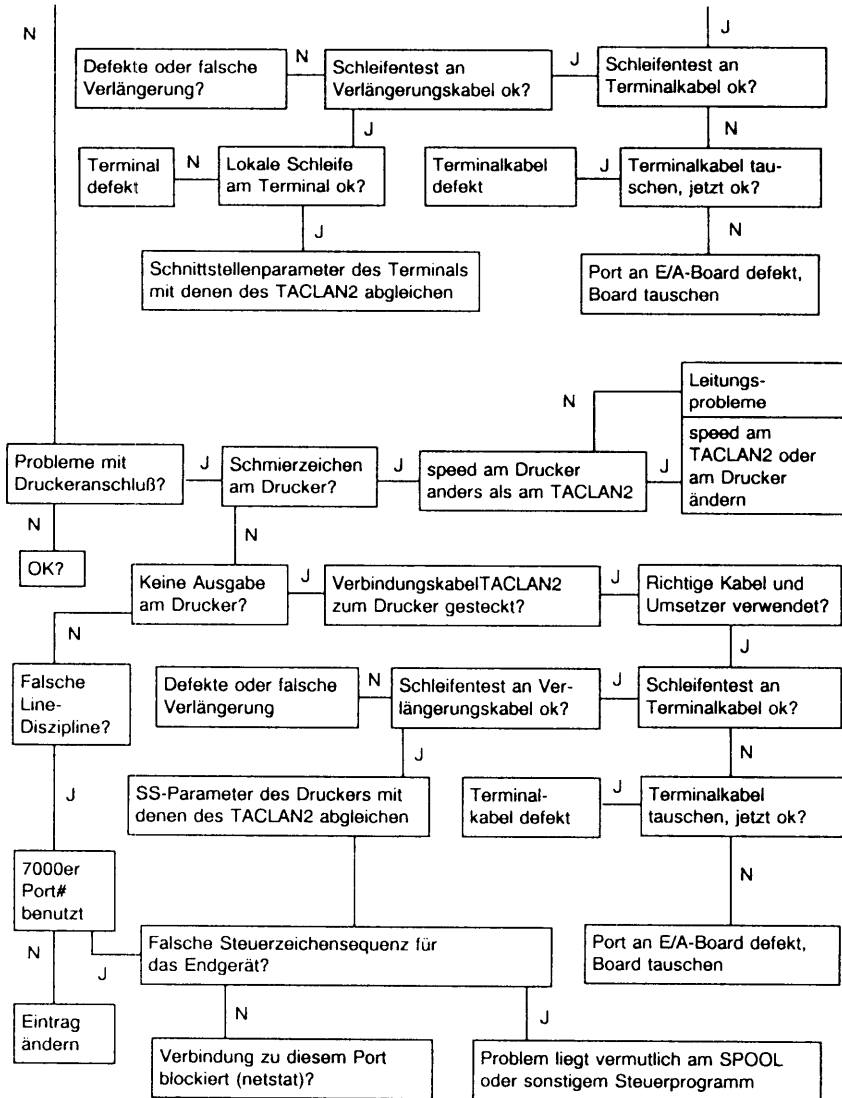 N
J
Defekte oder falsche
Verlängerung?
N
Schleifentest an
Verlängerungskabel ok?
J
Schleifentest an
Terminalkabel ok?
J
N
Terminal
defekt
N
Lokale Schleife
am Terminal ok?
Terminalkabel
defekt
J
Terminalkabel tau-
schen, jetzt ok?
J
N
Schnittstellenparameter des Terminals
mit denen des TACLAN2 abgleichen
Port an E/A-Board defekt,
Board tauschen
N
Leitungs-
probleme
Probleme mit
Druckeranschluß?
J
Schmierzeichen
am Drucker?
J
speed am Drucker
anders als am TACLAN2
J
speed am
TACLAN2 oder
am Drucker
ändern
N
N
OK?
Keine Ausgabe
am Drucker?
J
VerbindungskabelTACLAN2
zum Drucker gesteckt?
J
Richtige Kabel und
Umsetzer verwendet?
N
J
Falsche
Line-
Diszipline?
Defekte oder falsche
Verlängerung
N
Schleifentest an Ver-
längerungskabel ok?
J
Schleifentest an
Terminalkabel ok?
J
J
N
SS-Parameter des Druckers mit
denen des TACLAN2 abgleichen
Terminal-
kabel defekt
J
Terminalkabel
tauschen, jetzt ok?
7000er
Port#
benutzt
N
N
J
Falsche Steuerzeichensequenz für
das Endgerät?
Port an E/A-Board defekt,
Board tauschen
Eintrag
ändern
N
J
Verbindung zu diesem Port
blockiert (netstat)?
Problem liegt vermutlich am SPOOL
oder sonstigem Steuerprogramm